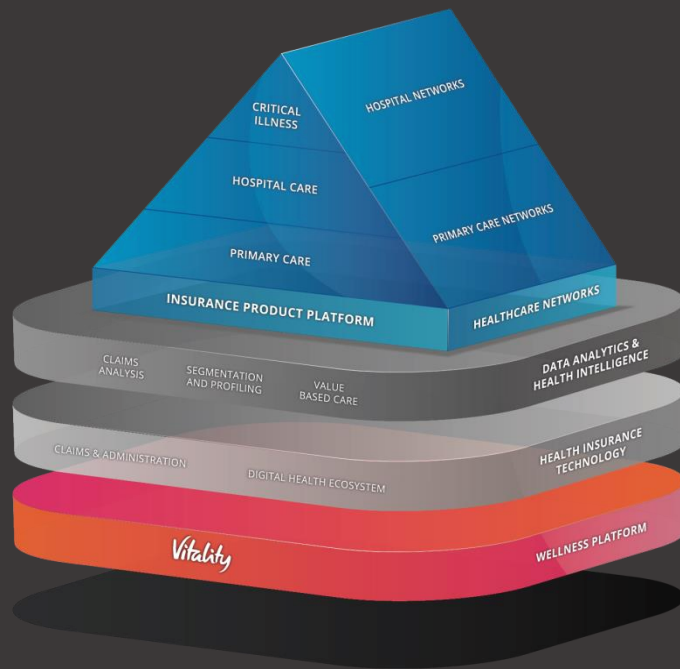 CRITICAL
ILLNESS
HOSPITAL CARE
PRIMARY CARE
INSURANCE PRODUCT PLATFORM
HOSPITAL NETWORKS
PRIMARY CARE NETWORKS
HEALTHCARE NETWORKS
CLAIMS
ANALYSIS
SEGMENTATION
AND PROFILING
VALUE
BASED CARE
DATA ANALYTICS &
HEALTH INTELLIGENCE
CLAIMS & ADMINISTRATION
DIGITAL HEALTH ECOSYSTEM
HEALTH INSURANCE
TECHNOLOGY
Vitality
WELLNESS PLATFORM